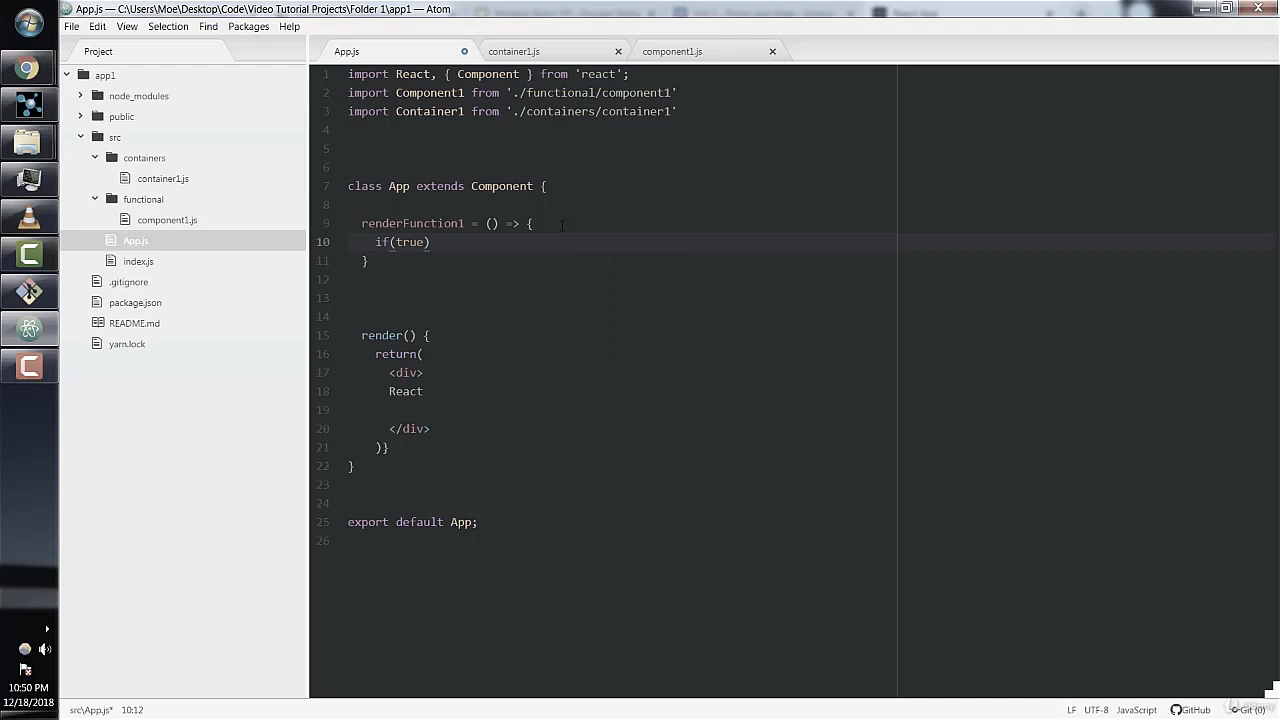 App.js — C:\Users\Moe\Desktop\Code\Video Tutorial Projects\Folder 1\app1 — Atom
File Edit View Selection Find Packages Help
Project
App.js
container1.js
component1.js
app1
node_modules
public
src
containers
container1.js
functional
component1.js
App.js
index.js
.gitignore
package.json
README.md
yarn.lock
1 import React, { Component } from 'react';
2 import Component1 from './functional/component1'
3 import Container1 from './containers/container1'
4
5
6
7 class App extends Component {
8
9 renderFunction1 = () => {
10 if(true)
11 }
12
13
14
15 render() {
16 return(
17 <div>
18 React
19
20 </div>
21 )}
22 }
23
24
25 export default App;
26
10:50 PM
12/18/2018
src\App.js* 10:12
LF UTF-8 JavaScript GitHub Git (0)